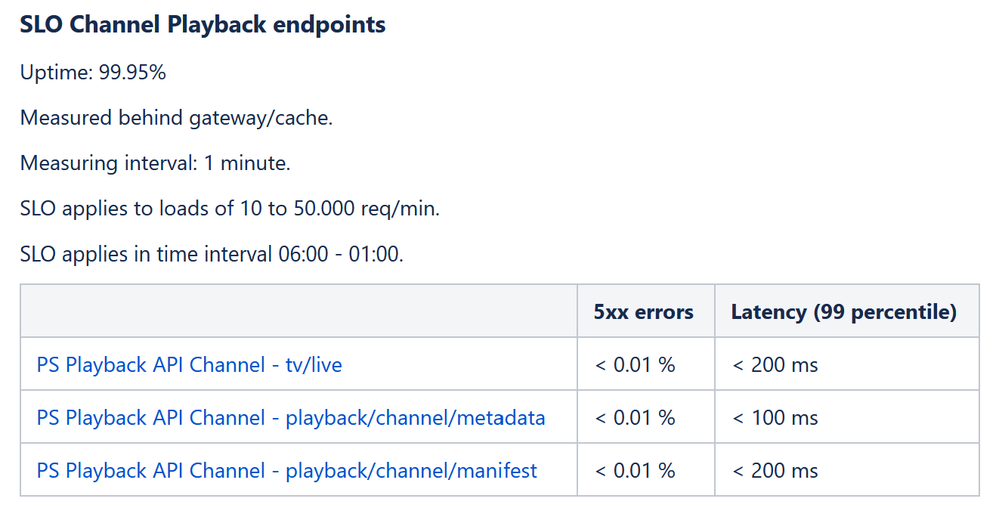 SLO Channel Playback endpoints
Uptime: 99.95%
Measured behind gateway/cache.
Measuring interval: 1 minute.
SLO applies to loads of 10 to 50.000 req/min.
SLO applies in time interval 06:00 - 01:00.
5xx errors Latency (99 percentile)
PS Playback API Channel - tv/live < 0.01 % < 200 ms
PS Playback API Channel - playback/channel/metadata < 0.01 % < 100 ms
PS Playback API Channel - playback/channel/manifest < 0.01 % < 200 ms